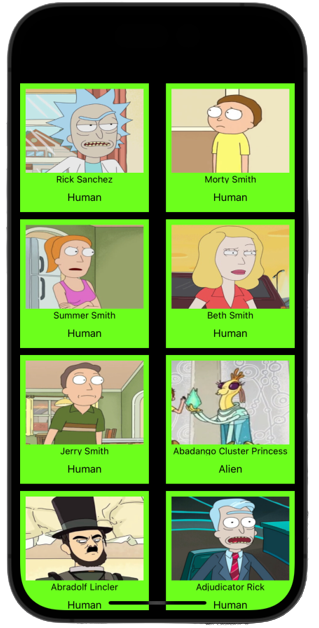 Rick Sanchez
Human
Morty Smith
Human
Summer Smith
Human
Beth Smith
Human
Jerry Smith
Human
Abadango Cluster Princess
Alien
Abradolf Lincler
Human
Adjudicator Rick
Human